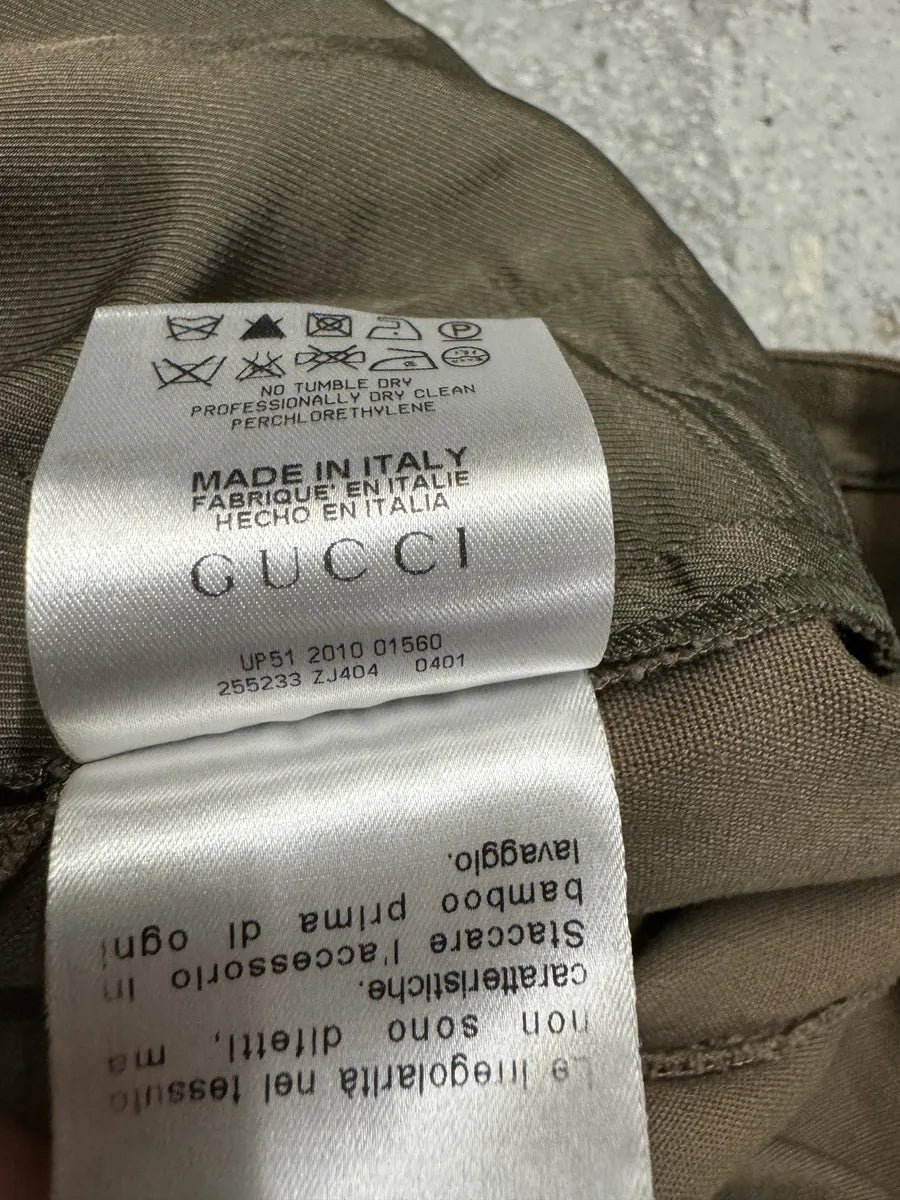 NO TUMBLE DRY
PROFESSIONALLY DRY CLEAN
PERCHLORETHYLENE
MADE IN ITALY
FABRIQUE' EN ITALIE
HECHO EN ITALIA
GUCCI
UP51 2010 01560
255233 ZJ404 0401
Le irregolarità nel tessuto
non sono difetti, ma
caratteristiche.
Staccare l'accessorio in
bamboo prima di ogni
lavaggio.